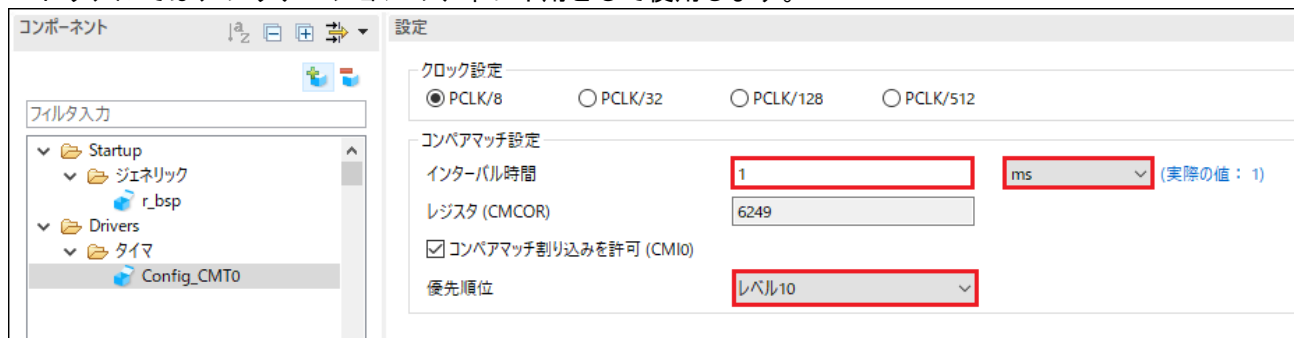 コンポーネント
設定
フィルタ入力
Startup
ジェネリック
r_bsp
Drivers
タイマ
Config_CMT0
クロック設定
PCLK/8 PCLK/32 PCLK/128 PCLK/512
コンペアマッチ設定
インターバル時間 1 ms (実際の値： 1)
レジスタ (CMCOR) 6249
コンペアマッチ割り込みを許可 (CMI0)
優先順位 レベル10